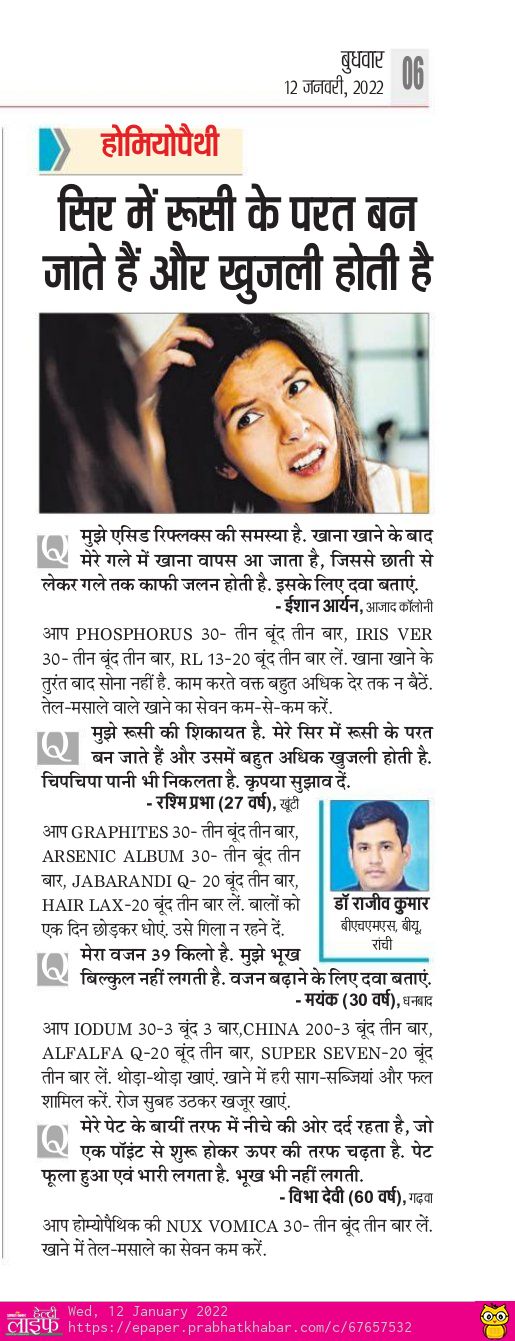 बुधवार
12 जनवरी, 2022
06
होमियोपैथी
सिर में रूसी के परत बन
जाते हैं और खुजली होती है
Q मुझे एसिड रिफ्लक्स की समस्या है. खाना खाने के बाद
मेरे गले में खाना वापस आ जाता है, जिससे छाती से
लेकर गले तक काफी जलन होती है. इसके लिए दवा बताएं.
- ईशान आर्यन, आजाद कॉलोनी
आप PHOSPHORUS 30- तीन बूंद तीन बार, IRIS VER
30- तीन बूंद तीन बार, RL 13-20 बूंद तीन बार लें. खाना खाने के
तुरंत बाद सोना नहीं है. काम करते वक्त बहुत अधिक देर तक न बैठें.
तेल-मसाले वाले खाने का सेवन कम-से-कम करें.
Q मुझे रूसी की शिकायत है. मेरे सिर में रूसी के परत
बन जाते हैं और उसमें बहुत अधिक खुजली होती है.
चिपचिपा पानी भी निकलता है. कृपया सुझाव दें.
- रश्मि प्रभा (27 वर्ष), खूंटी
आप GRAPHITES 30- तीन बूंद तीन बार,
ARSENIC ALBUM 30- तीन बूंद तीन
बार, JABARANDI Q- 20 बूंद तीन बार,
HAIR LAX-20 बूंद तीन बार लें. बालों को
एक दिन छोड़कर धोएं. उसे गिला न रहने दें.
डॉ राजीव कुमार
बीएचएमएस, बीयू,
रांची
Q मेरा वजन 39 किलो है. मुझे भूख
बिल्कुल नहीं लगती है. वजन बढ़ाने के लिए दवा बताएं.
- मयंक (30 वर्ष), धनबाद
आप IODUM 30-3 बूंद 3 बार,CHINA 200-3 बूंद तीन बार,
ALFALFA Q-20 बूंद तीन बार, SUPER SEVEN-20 बूंद
तीन बार लें. थोड़ा-थोड़ा खाएं. खाने में हरी साग-सब्जियां और फल
शामिल करें. रोज सुबह उठकर खजूर खाएं.
Q मेरे पेट के बायीं तरफ में नीचे की ओर दर्द रहता है, जो
एक पॉइंट से शुरू होकर ऊपर की तरफ चढ़ता है. पेट
फूला हुआ एवं भारी लगता है. भूख भी नहीं लगती.
- विभा देवी (60 वर्ष), गढ़वा
आप होम्योपैथिक की NUX VOMICA 30- तीन बूंद तीन बार लें.
खाने में तेल-मसाले का सेवन कम करें.
हेल्दी
लाइफ
Wed, 12 January 2022
https://epaper.prabhatkhabar.com/c/67657532